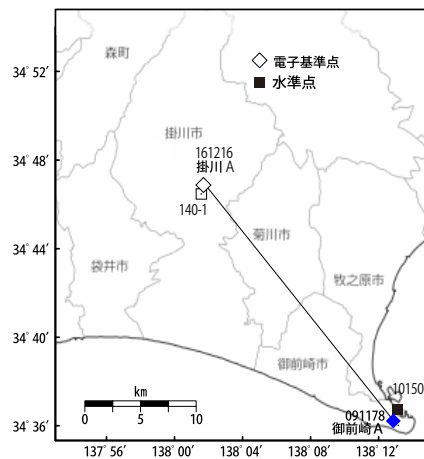 34° 52′
34° 48′
34° 44′
34° 40′
34° 36′
森町
◇ 電子基準点
■ 水準点
掛川市
161216
掛川 A
140-1
菊川市
袋井市
牧之原市
御前崎市
km
0 5 10
10150
091178
御前崎 A
137° 56′ 138° 00′ 138° 04′ 138° 08′ 138° 12′